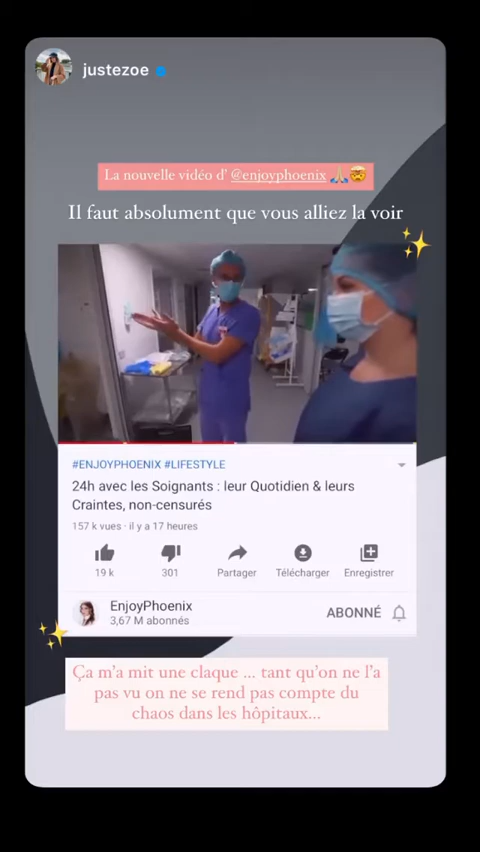 justezoe
La nouvelle vidéo d' @enjoyphoenix 🙏🤯
Il faut absolument que vous alliez la voir
#ENJOYPHOENIX #LIFESTYLE
24h avec les Soignants : leur Quotidien & leurs
Craintes, non-censurés
157 k vues · il y a 17 heures
19 k 301 Partager Télécharger Enregistrer
EnjoyPhoenix
3,67 M abonnés
ABONNÉ
Ça m'a mit une claque ... tant qu'on ne l'a
pas vu on ne se rend pas compte du
chaos dans les hôpitaux...